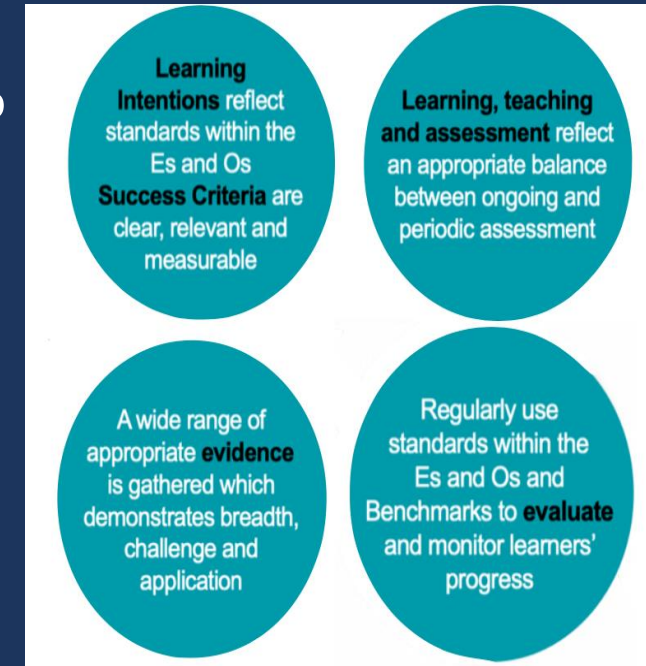 Learning
Intentions reflect
standards within the
Es and Os
Success Criteria are
clear, relevant and
measurable
Learning, teaching
and assessment reflect
an appropriate balance
between ongoing and
periodic assessment
A wide range of
appropriate evidence
is gathered which
demonstrates breadth,
challenge and
application
Regularly use
standards within the
Es and Os and
Benchmarks to evaluate
and monitor learners’
progress